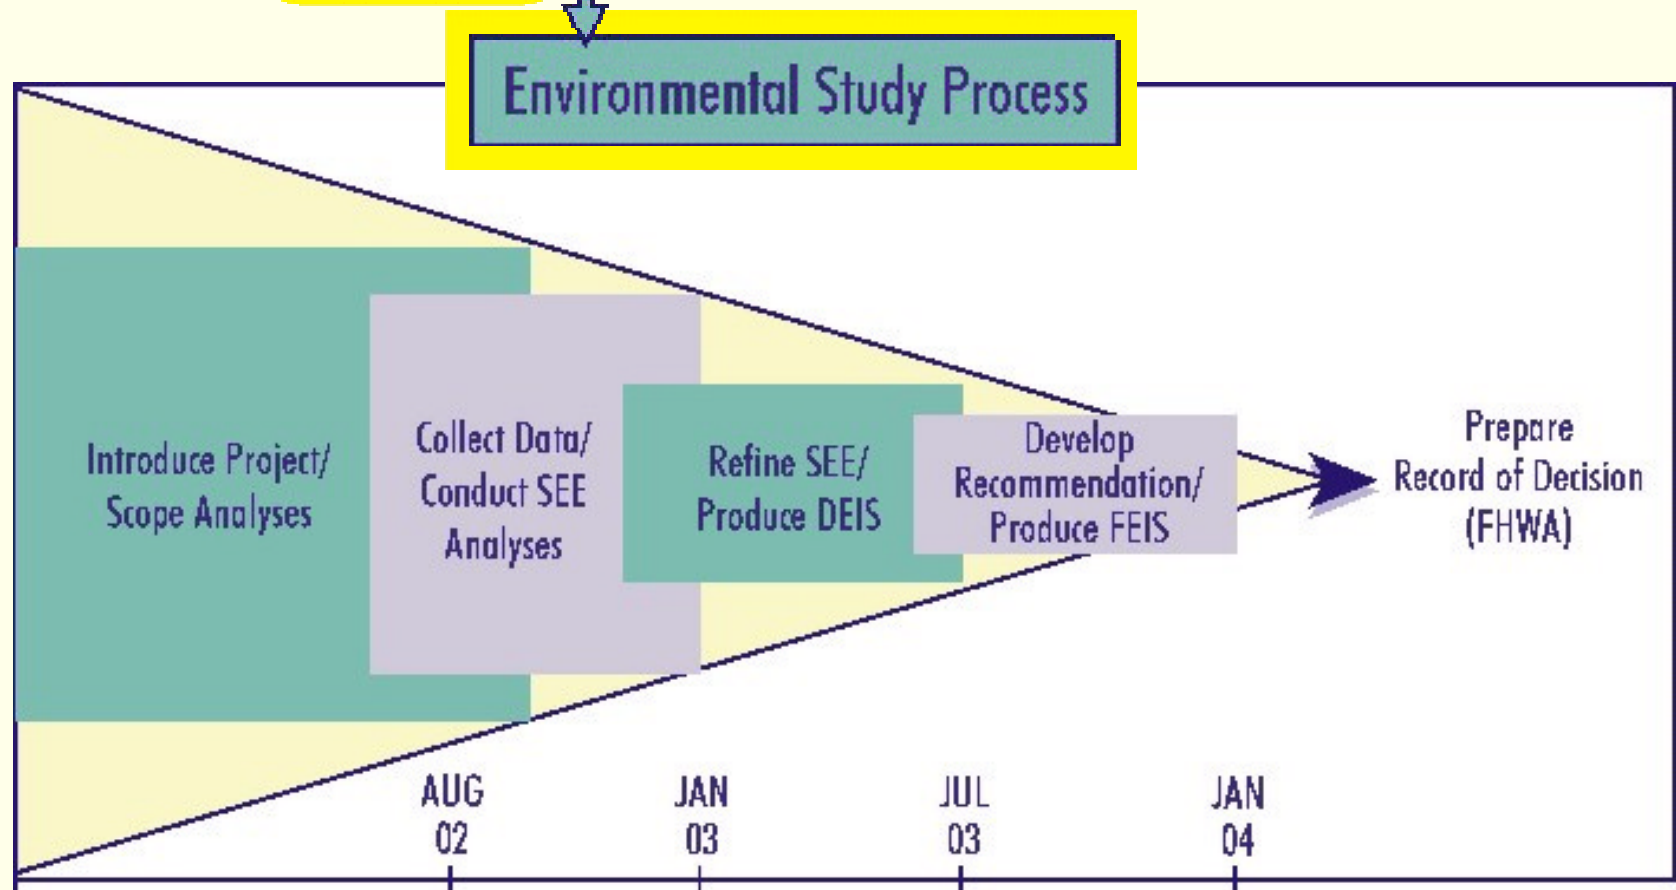 Environmental Study Process
Introduce Project/
Scope Analyses
Collect Data/
Conduct SEE
Analyses
Refine SEE/
Produce DEIS
Develop
Recommendation/
Produce FEIS
Prepare
Record of Decision
(FHWA)
AUG
02
JAN
03
JUL
03
JAN
04